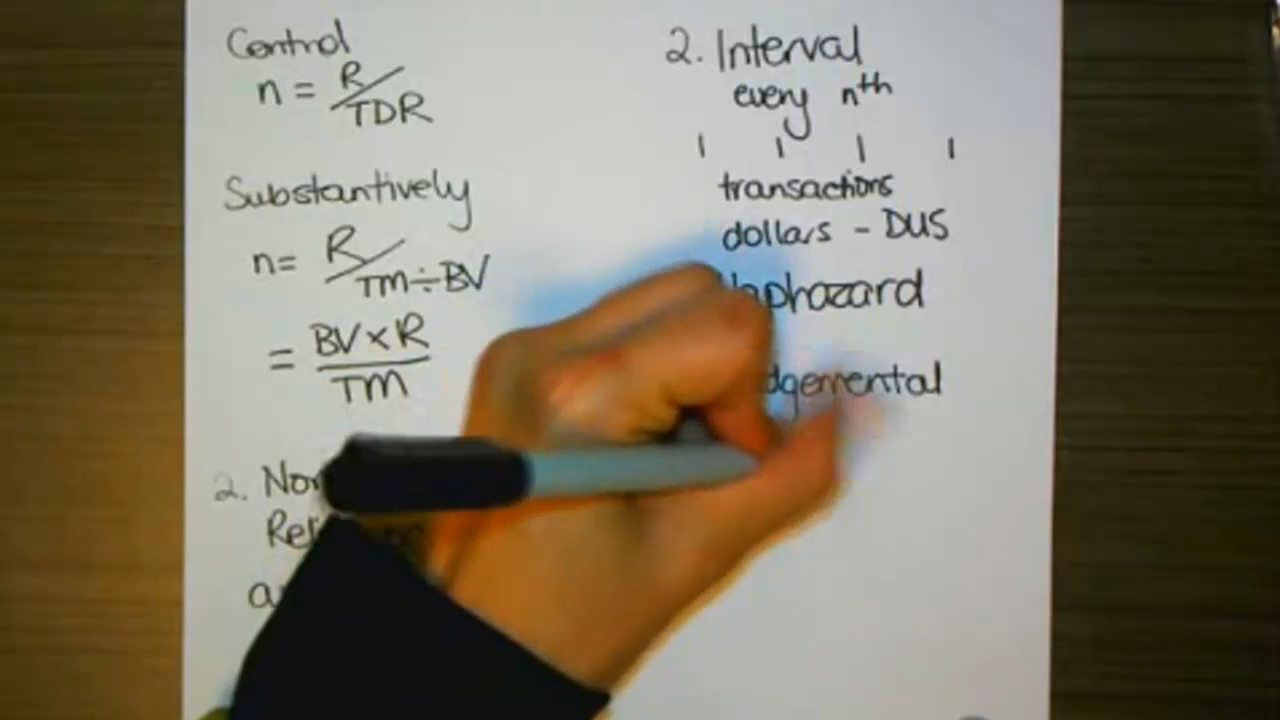 Control
n = R/TDR
Substantively
n= R/TM÷BV
= BV×R/TM
2.
2. Interval
every nth
transactions
dollars - DUS